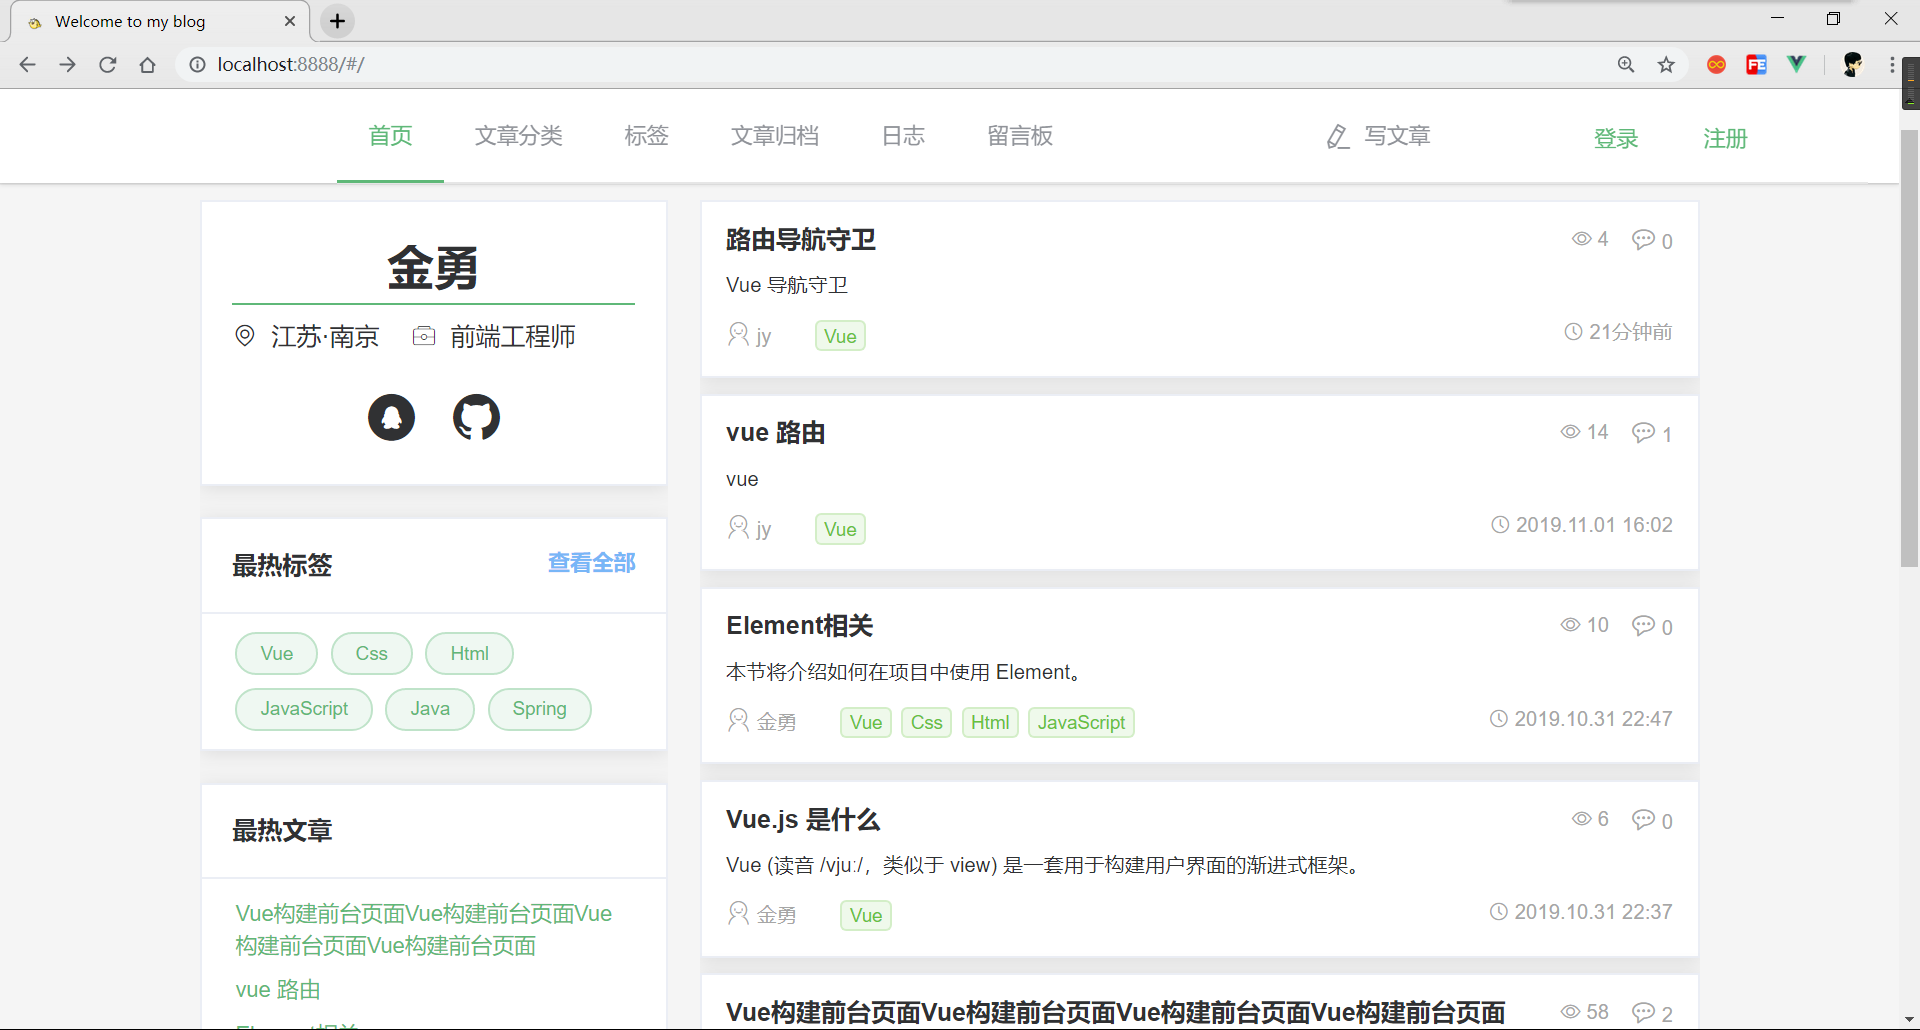 Welcome to my blog
localhost:8888/#/
FE
首页 文章分类 标签 文章归档 日志 留言板 写文章 登录 注册
金勇
江苏·南京 前端工程师
最热标签 查看全部
Vue Css Html
JavaScript Java Spring
最热文章
Vue构建前台页面Vue构建前台页面Vue
构建前台页面Vue构建前台页面
vue 路由
路由导航守卫 4 0
Vue 导航守卫
jy Vue 21分钟前
vue 路由 14 1
vue
jy Vue 2019.11.01 16:02
Element相关 10 0
本节将介绍如何在项目中使用 Element。
金勇 Vue Css Html JavaScript 2019.10.31 22:47
Vue.js 是什么 6 0
Vue (读音 /vjuː/，类似于 view) 是一套用于构建用户界面的渐进式框架。
金勇 Vue 2019.10.31 22:37
Vue构建前台页面Vue构建前台页面Vue构建前台页面Vue构建前台页面 58 2